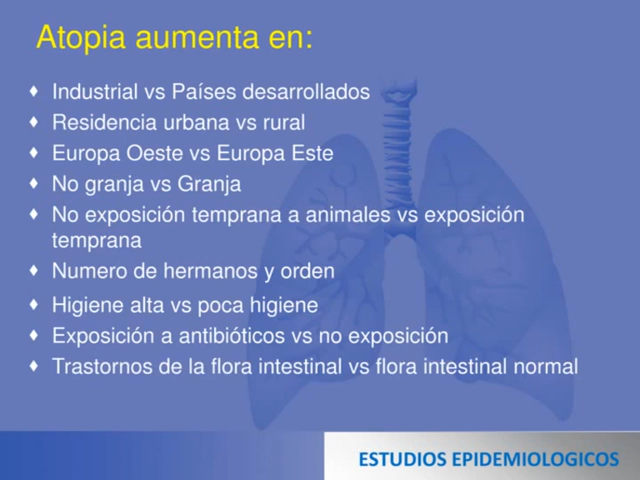 Atopia aumenta en:
♦ Industrial vs Países desarrollados
♦ Residencia urbana vs rural
♦ Europa Oeste vs Europa Este
♦ No granja vs Granja
♦ No exposición temprana a animales vs exposición
temprana
♦ Numero de hermanos y orden
♦ Higiene alta vs poca higiene
♦ Exposición a antibióticos vs no exposición
♦ Trastornos de la flora intestinal vs flora intestinal normal
ESTUDIOS EPIDEMIOLOGICOS